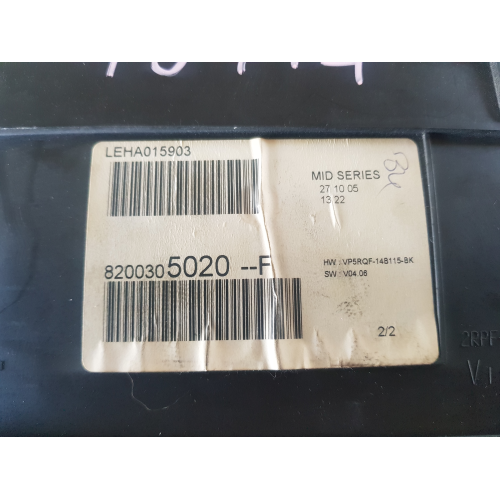 LEHA015903
MID SERIES
27 10 05
13 22
8200305020 --F
HW : VP5RQF-14B115-BK
SW : V04.06
2/2